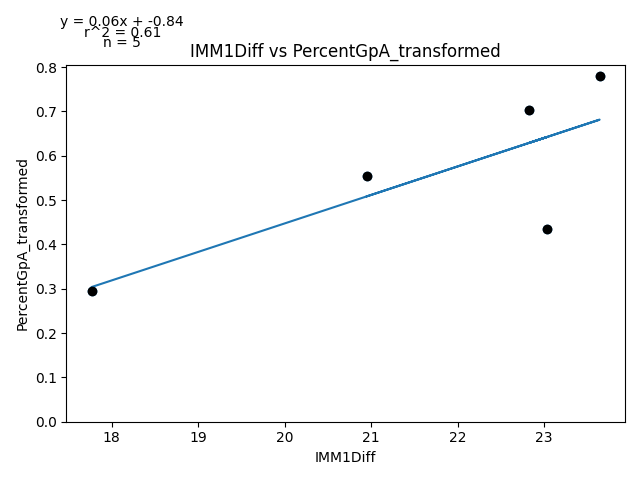 y = 0.06x + -0.84
r^2 = 0.61
n = 5
IMM1Diff vs PercentGpA_transformed
0.8
0.7
0.6
0.5
0.4
0.3
0.2
0.1
0.0
PercentGpA_transformed
18 19 20 21 22 23
IMM1Diff